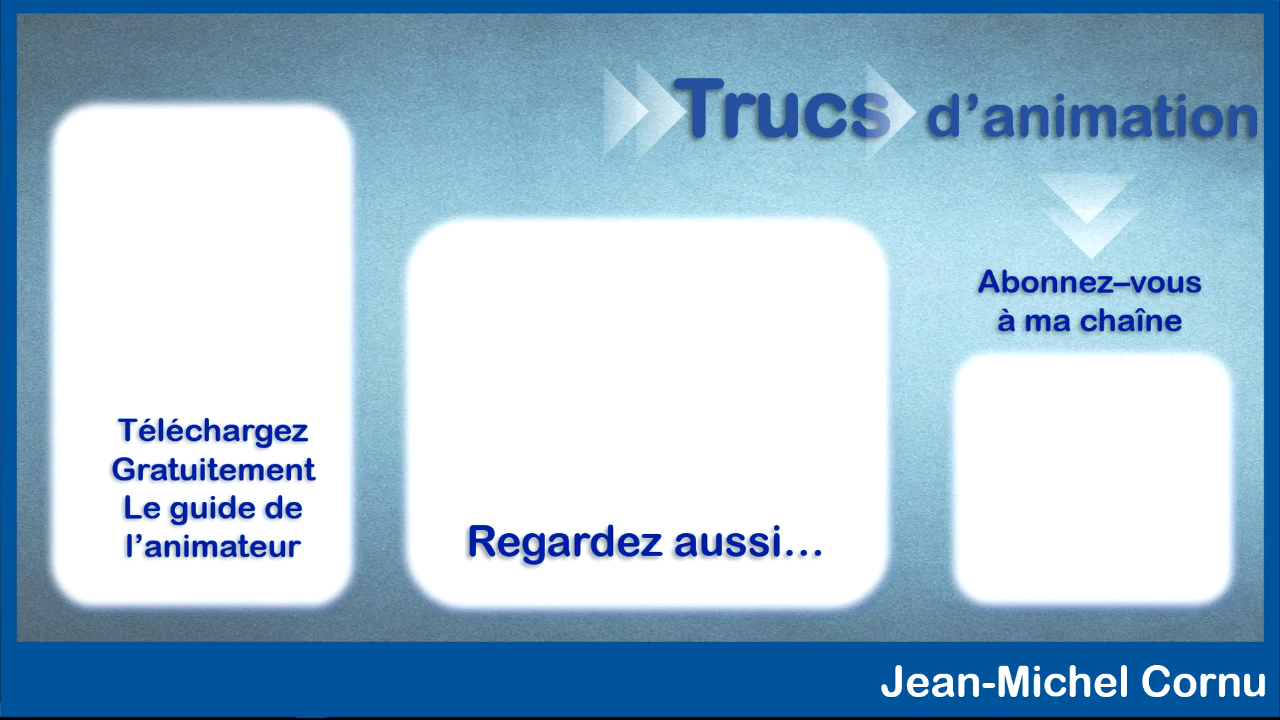 Trucs d’animation
Abonnez–vous
à ma chaîne
Téléchargez
Gratuitement
Le guide de
l’animateur
Regardez aussi…
Jean-Michel Cornu